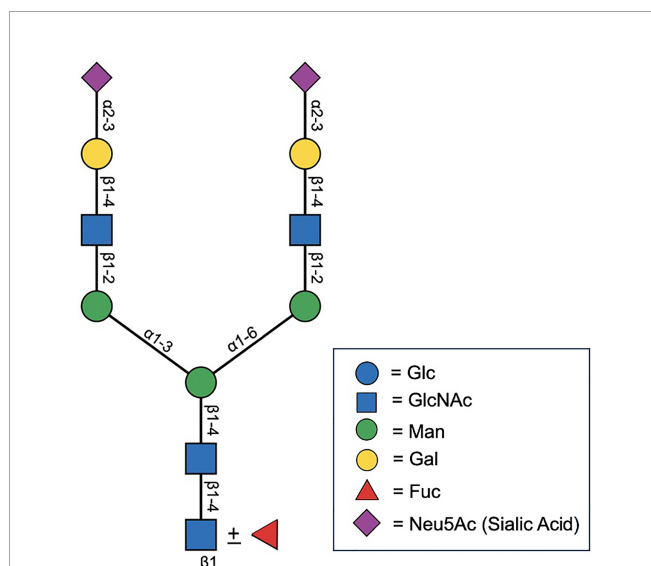 α2-3
α2-3
β1-4
β1-4
β1-2
β1-2
α1-3
α1-6
β1-4
β1-4
±
β1
= Glc
= GlcNAc
= Man
= Gal
= Fuc
= Neu5Ac (Sialic Acid)